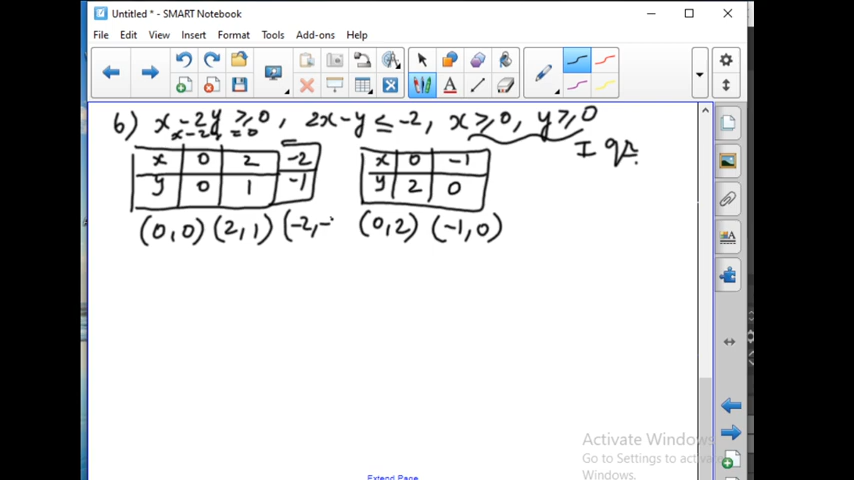 Untitled * - SMART Notebook
File Edit View Insert Format Tools Add-ons Help
6) x - 2y ≥ 0, 2x - y ≤ -2, x ≥ 0, y ≥ 0
x - 2y = 0
I qr.
x 0 2 -2
y 0 1 -1
x 0 -1
y 2 0
(0, 0) (2, 1) (-2, - (0, 2) (-1, 0)
Activate Windows
Go to Settings to activa
Windows.
Extend Page